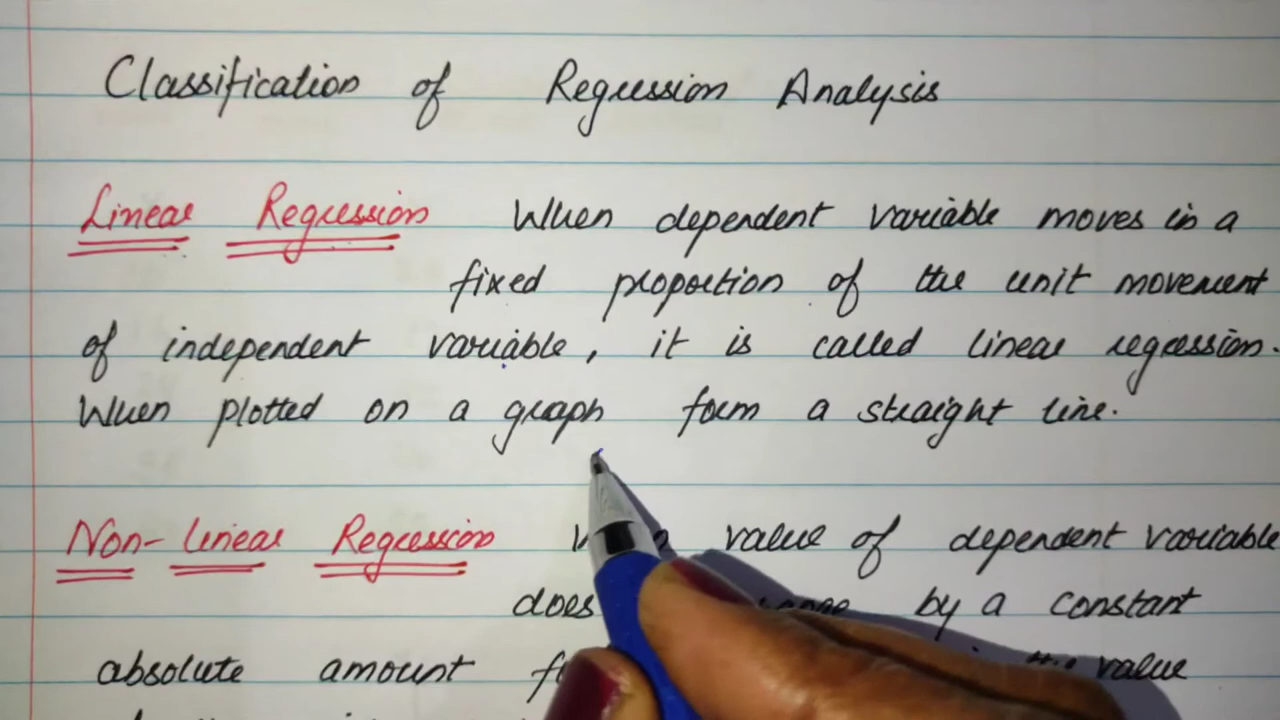 Classification of Regression Analysis
Linear Regression When dependent variable moves in a
fixed proportion of the unit movement
of independent variable, it is called linear regression.
When plotted on a graph form a straight line.
Non-linear Regression value of dependent variable
does by a constant
absolute amount the value